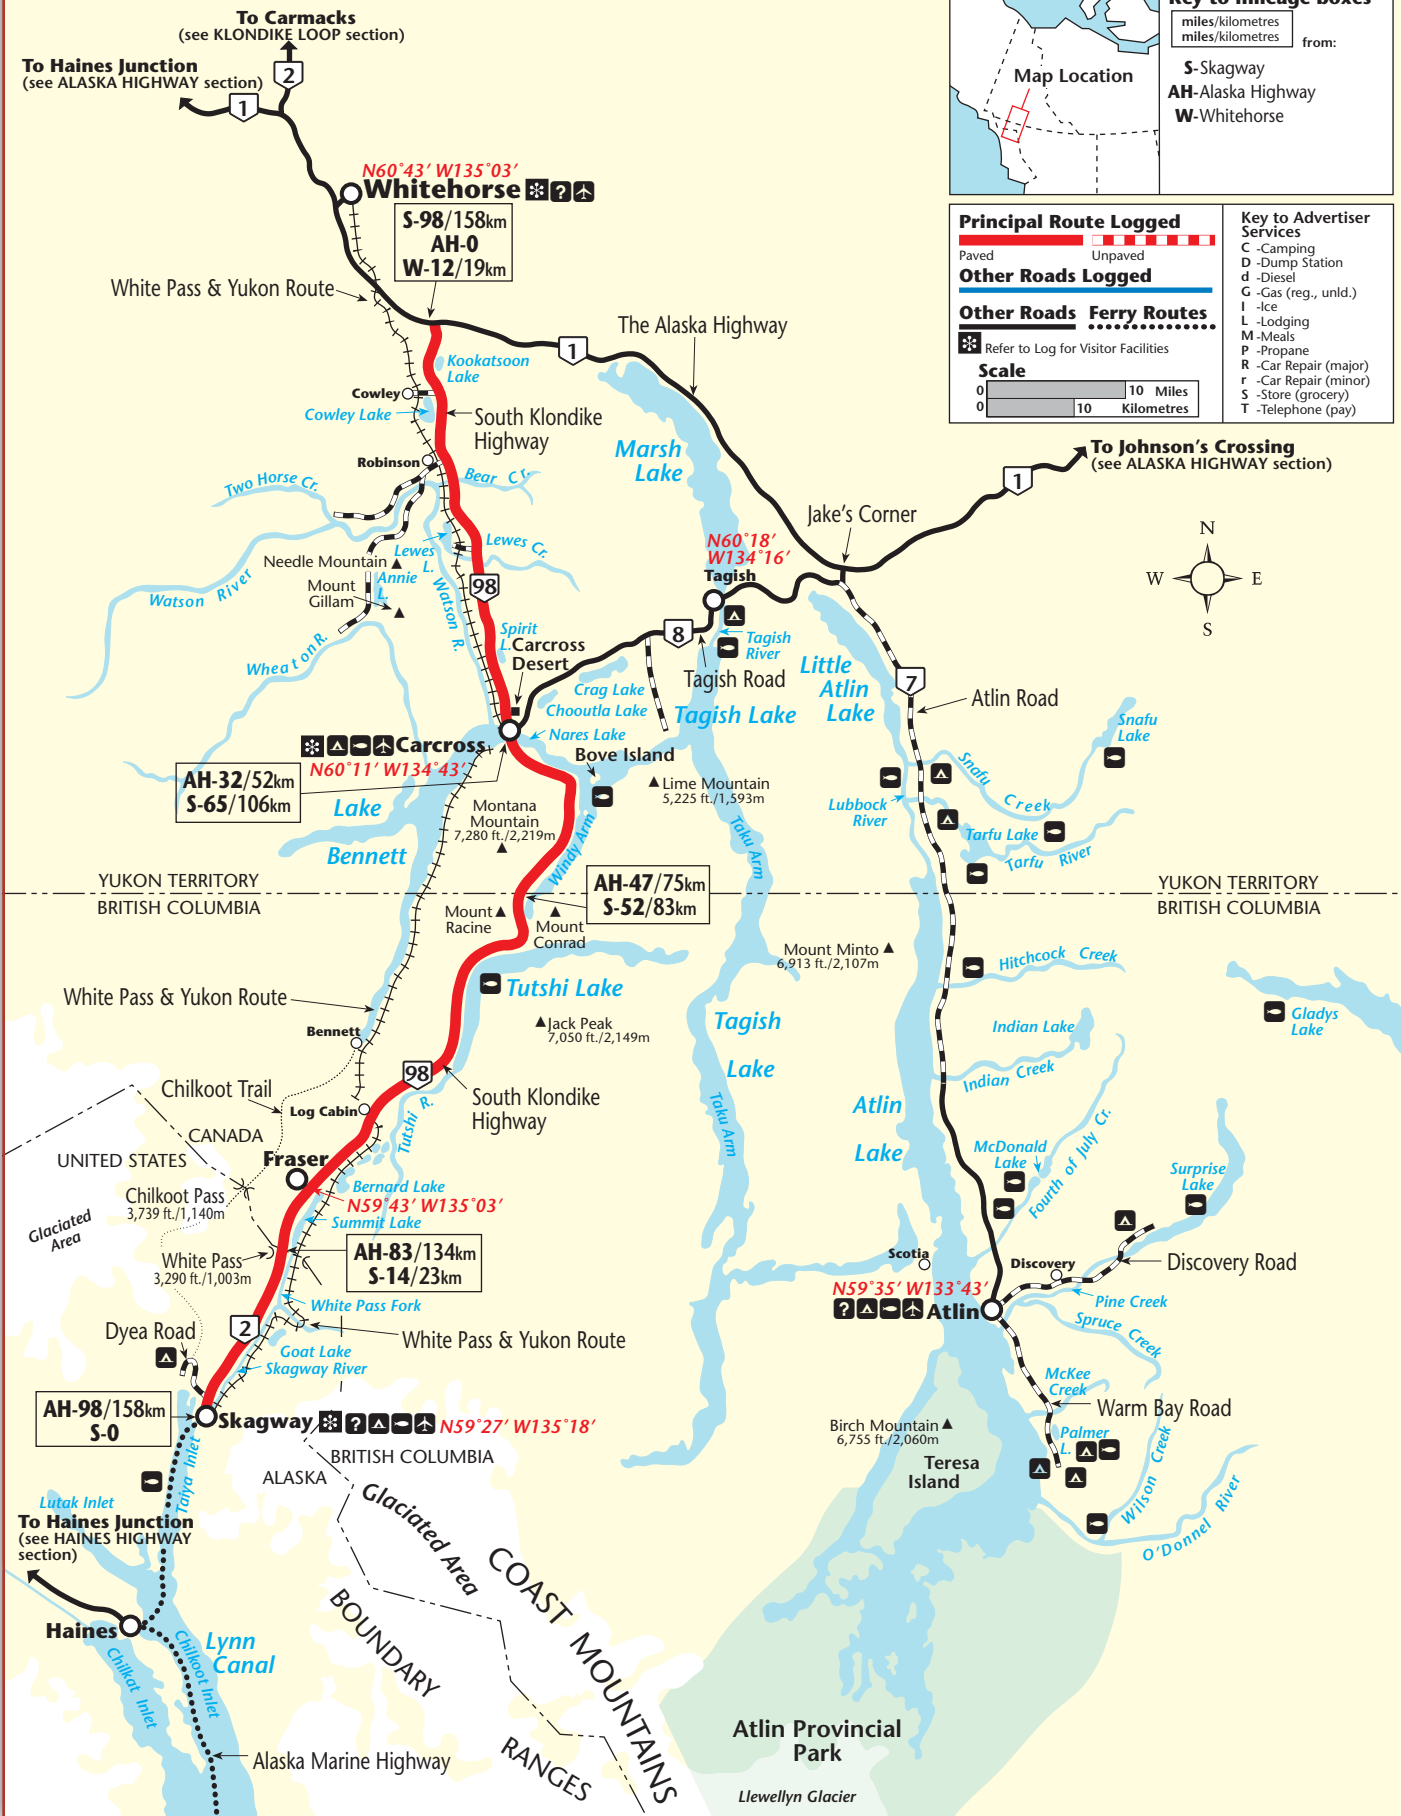 To Carmacks
(see KLONDIKE LOOP section)
To Haines Junction
(see ALASKA HIGHWAY section)
2
1
Key to mileage boxes
miles/kilometres
miles/kilometres
from:
S-Skagway
AH-Alaska Highway
W-Whitehorse
Map Location
Principal Route Logged
Paved
Unpaved
Other Roads Logged
Other Roads
Ferry Routes
Refer to Log for Visitor Facilities
Scale
0
10 Miles
0
10 Kilometres
Key to Advertiser
Services
C -Camping
D -Dump Station
d -Diesel
G -Gas (reg., unld.)
I -Ice
L -Lodging
M -Meals
P -Propane
R -Car Repair (major)
r -Car Repair (minor)
S -Store (grocery)
T -Telephone (pay)
N60°43' W135°03'
Whitehorse
?
S-98/158km
AH-0
W-12/19km
White Pass & Yukon Route
The Alaska Highway
1
Kookatsoon
Lake
Cowley
Cowley Lake
South Klondike
Highway
Marsh
Lake
To Johnson's Crossing
(see ALASKA HIGHWAY section)
1
Robinson
Two Horse Cr.
Bear Cr.
Jake's Corner
N
W
E
S
N60°18'
W134°16'
Tagish
Needle Mountain
Lewes
L.
Lewes Cr.
Annie
L.
Mount
Gillam
98
Watson River
Watson R.
Wheaton R.
Spirit
L.
Carcross
Desert
8
Tagish
River
Tagish Road
Little
Atlin
Lake
7
Atlin Road
Crag Lake
Chooutla Lake
Tagish Lake
Nares Lake
Snafu
Lake
Carcross
N60°11' W134°43'
Bove Island
AH-32/52km
S-65/106km
Lime Mountain
5,225 ft./1,593m
Snafu Creek
Lubbock
River
Lake
Bennett
Montana
Mountain
7,280 ft./2,219m
Windy Arm
Taku Arm
Tarfu Lake
Tarfu River
YUKON TERRITORY
BRITISH COLUMBIA
AH-47/75km
S-52/83km
YUKON TERRITORY
BRITISH COLUMBIA
Mount
Racine
Mount
Conrad
Mount Minto
6,913 ft./2,107m
Hitchcock Creek
White Pass & Yukon Route
Tutshi Lake
Jack Peak
7,050 ft./2,149m
Tagish
Lake
Indian Lake
Gladys
Lake
Bennett
98
Indian Creek
Chilkoot Trail
Log Cabin
South Klondike
Highway
Tutshi R.
Taku Arm
Atlin
Lake
Fourth of July Cr.
McDonald
Lake
CANADA
UNITED STATES
Fraser
Bernard Lake
N59°43' W135°03'
Summit Lake
Surprise
Lake
Chilkoot Pass
3,739 ft./1,140m
Glaciated
Area
White Pass
3,290 ft./1,003m
AH-83/134km
S-14/23km
Scotia
Discovery
Discovery Road
N59°35' W133°43'
?
Atlin
White Pass Fork
Pine Creek
Spruce Creek
Dyea Road
2
White Pass & Yukon Route
Goat Lake
Skagway River
McKee
Creek
Warm Bay Road
AH-98/158km
S-0
Skagway
?
N59°27' W135°18'
Birch Mountain
6,755 ft./2,060m
Palmer
L.
Teresa
Island
Wilson Creek
O'Donnel River
BRITISH COLUMBIA
ALASKA
Taiya Inlet
Lutak Inlet
To Haines Junction
(see HAINES HIGHWAY
section)
Glaciated Area
COAST MOUNTAINS
BOUNDARY
RANGES
Haines
Lynn
Canal
Chilkat Inlet
Chilkoot Inlet
Alaska Marine Highway
Atlin Provincial
Park
Llewellyn Glacier